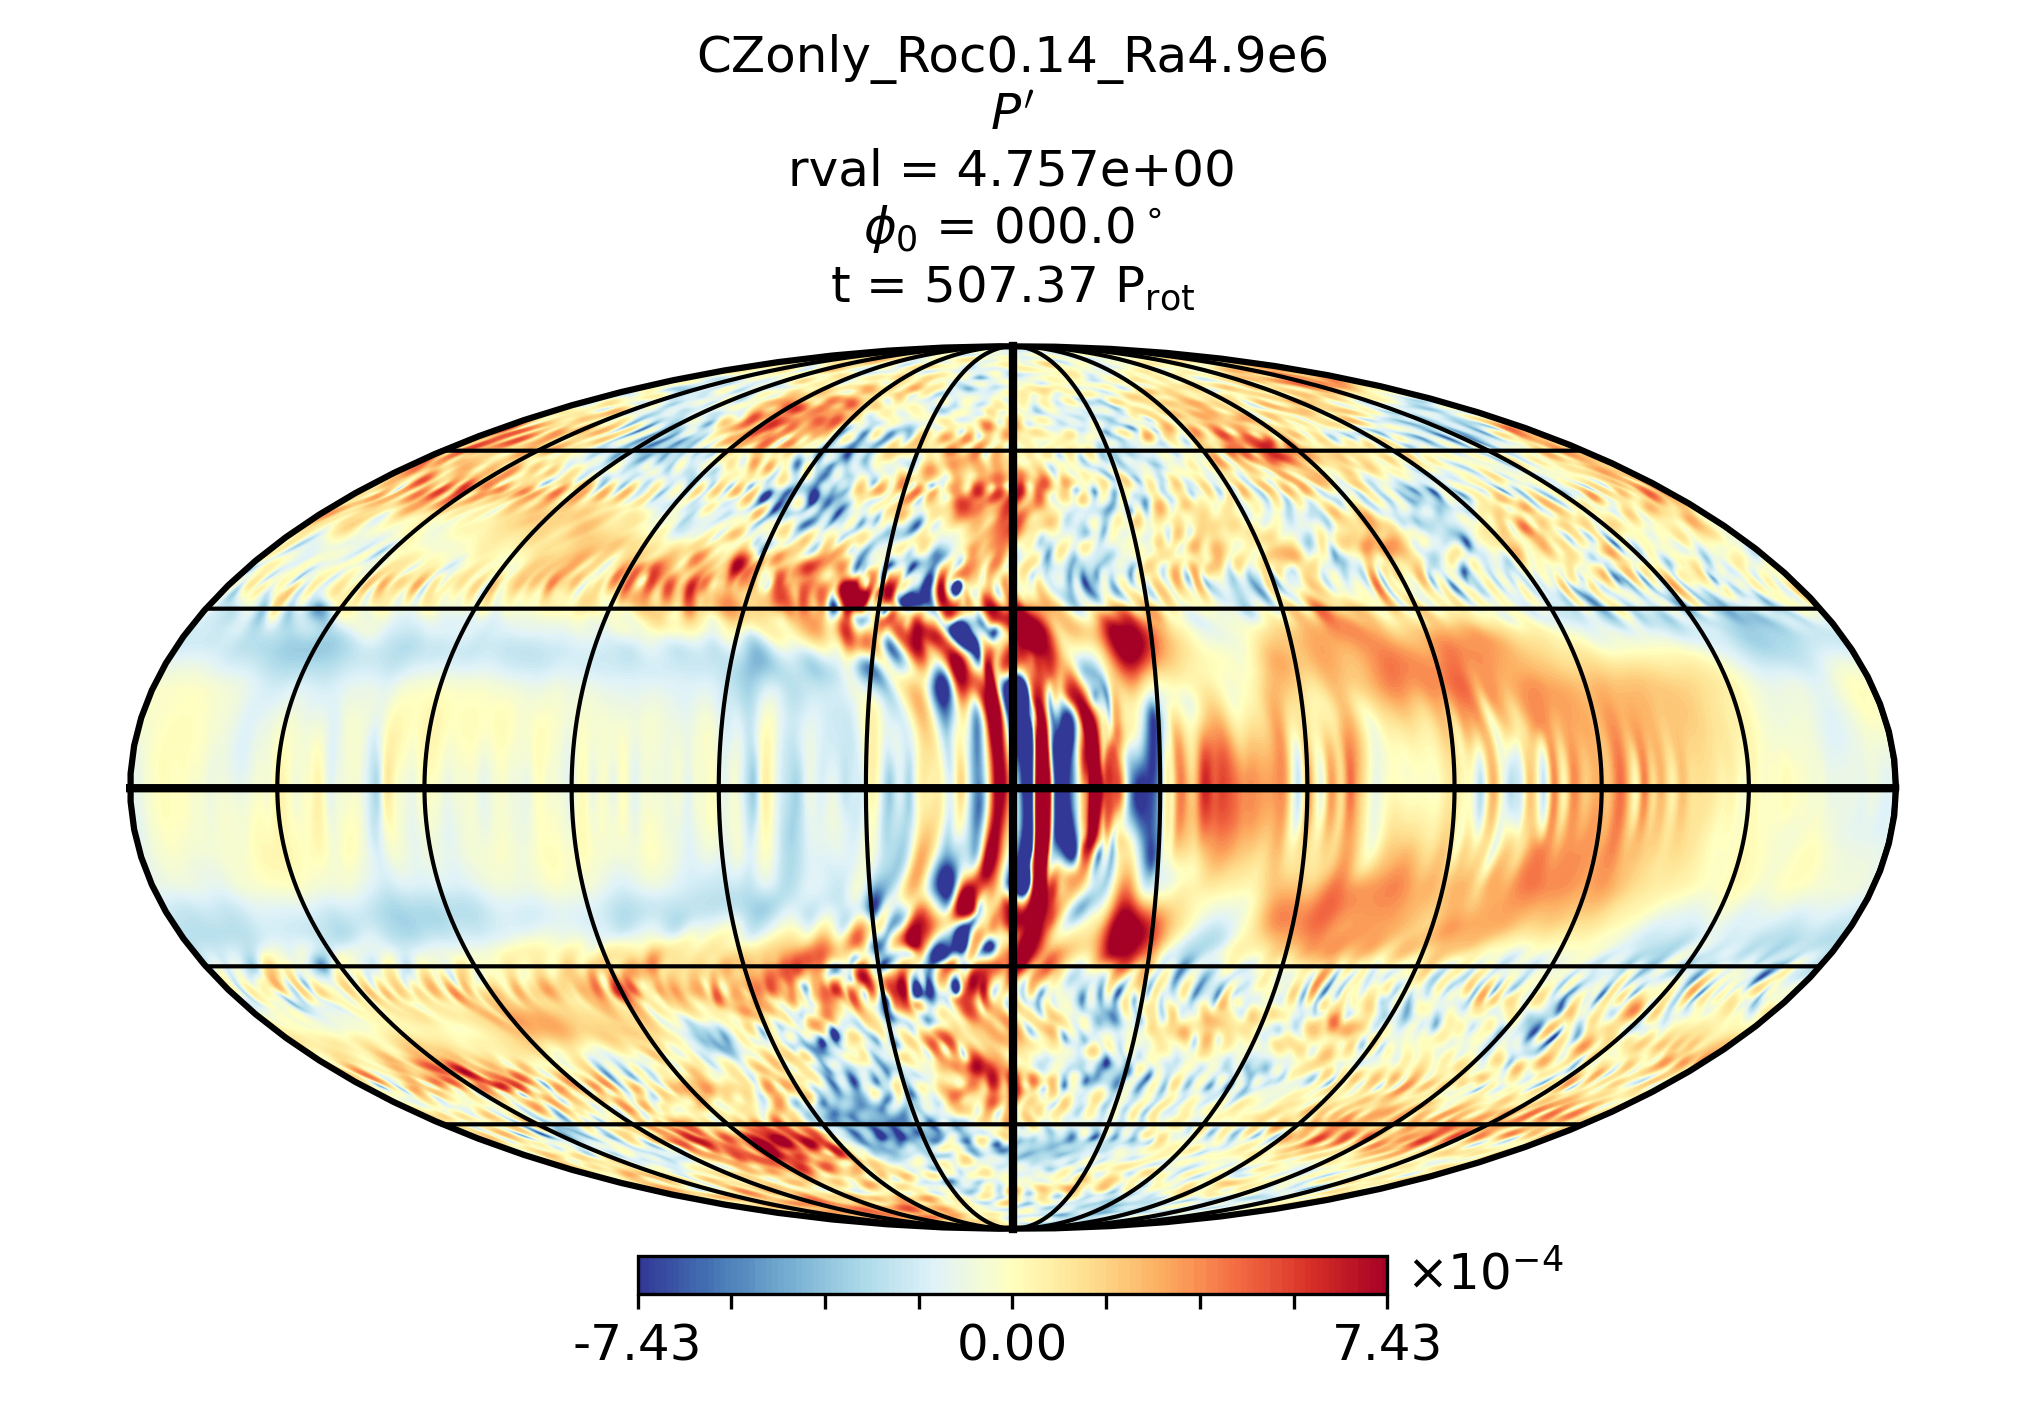 CZonly_Roc0.14_Ra4.9e6
P′
rval = 4.757e+00
ϕ₀ = 000.0°
t = 507.37 P_rot
×10⁻⁴
-7.43 0.00 7.43